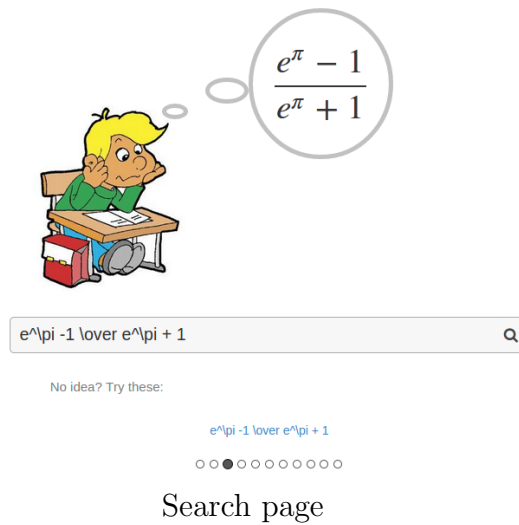 e^π − 1
e^π + 1
e^\pi -1 \over e^\pi + 1
No idea? Try these:
e^\pi -1 \over e^\pi + 1
Search page